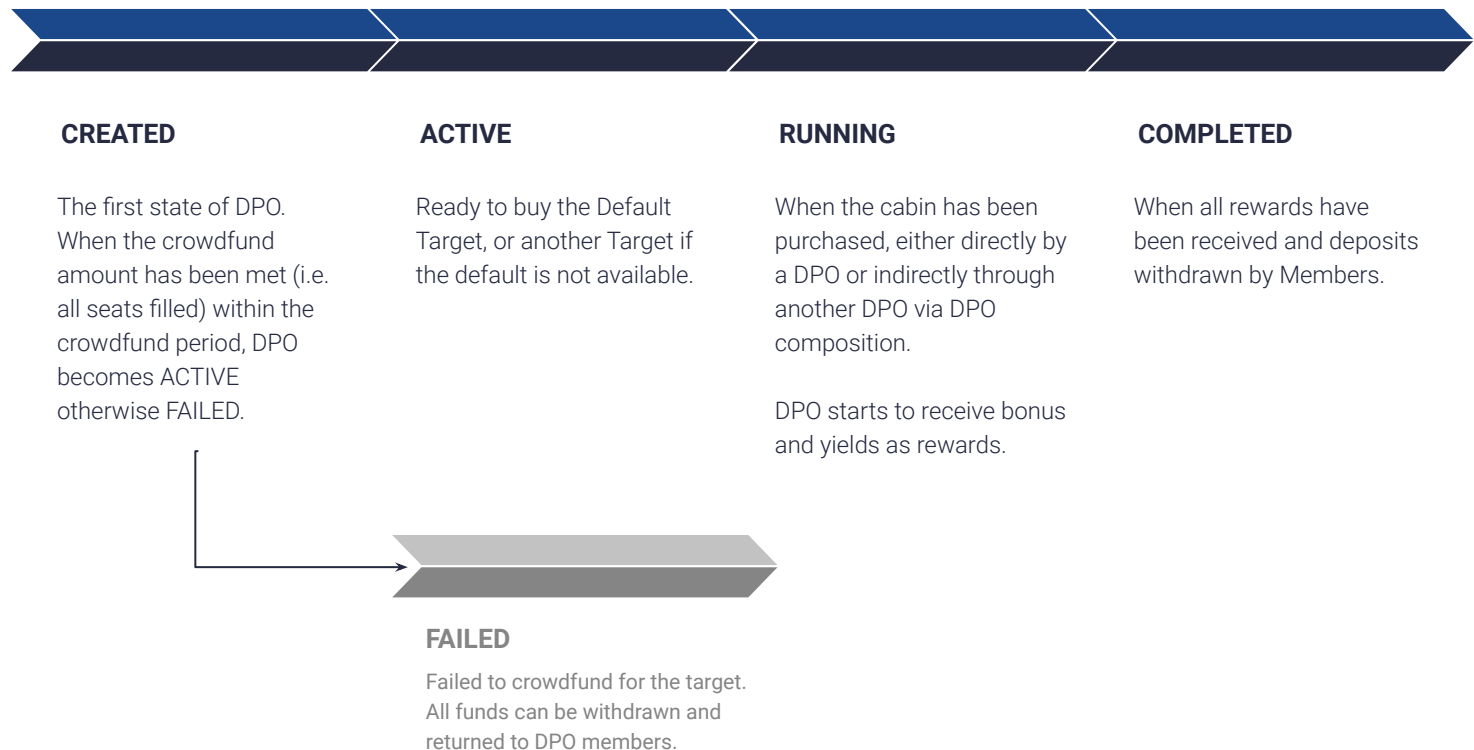 CREATED
The first state of DPO.
When the crowdfund
amount has been met (i.e.
all seats filled) within the
crowdfund period, DPO
becomes ACTIVE
otherwise FAILED.
ACTIVE
Ready to buy the Default
Target, or another Target if
the default is not available.
RUNNING
When the cabin has been
purchased, either directly by
a DPO or indirectly through
another DPO via DPO
composition.
DPO starts to receive bonus
and yields as rewards.
COMPLETED
When all rewards have
been received and deposits
withdrawn by Members.
FAILED
Failed to crowdfund for the target.
All funds can be withdrawn and
returned to DPO members.